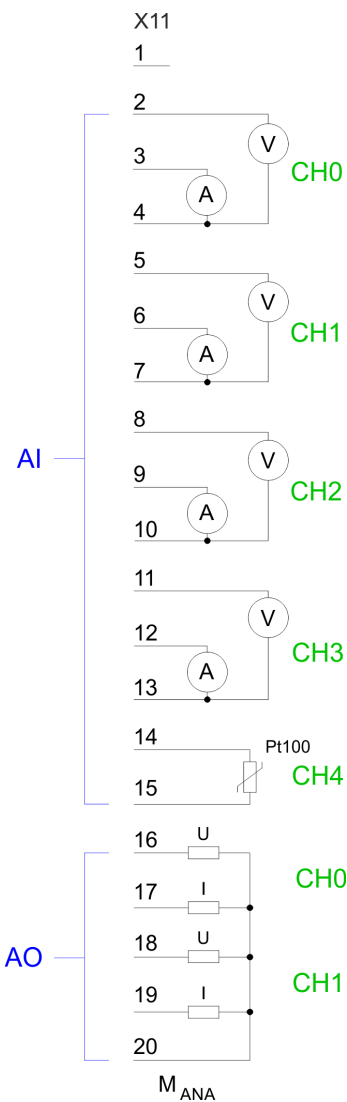 X11
1
2
V
3
CH0
A
4
5
V
6
CH1
A
7
8
V
AI
9
CH2
A
10
11
V
12
CH3
A
13
14
Pt100
CH4
15
16 U
CH0
17 I
18 U
AO
CH1
19 I
20
M ANA